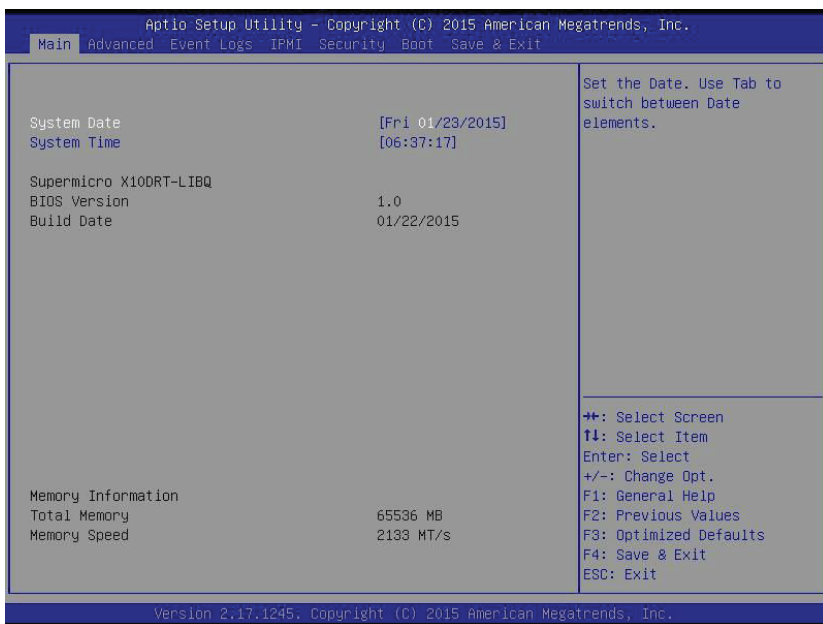 Aptio Setup Utility – Copyright (C) 2015 American Megatrends, Inc.
Main Advanced Event Logs IPMI Security Boot Save & Exit
System Date [Fri 01/23/2015]
System Time [06:37:17]
Supermicro X10DRT-LIBQ
BIOS Version 1.0
Build Date 01/22/2015
Memory Information
Total Memory 65536 MB
Memory Speed 2133 MT/s
Set the Date. Use Tab to
switch between Date
elements.
→←: Select Screen
↑↓: Select Item
Enter: Select
+/-: Change Opt.
F1: General Help
F2: Previous Values
F3: Optimized Defaults
F4: Save & Exit
ESC: Exit
Version 2.17.1245. Copyright (C) 2015 American Megatrends, Inc.